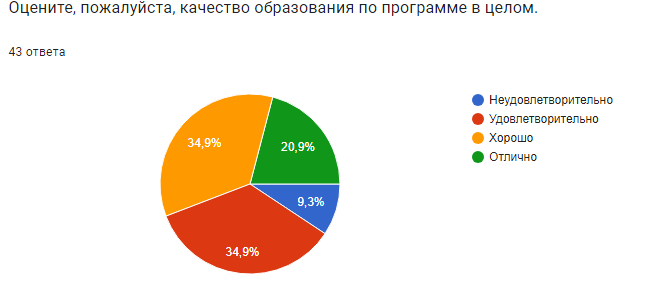 Оцените, пожалуйста, качество образования по программе в целом.
43 ответа
Неудовлетворительно
Удовлетворительно
Хорошо
Отлично
34,9%
20,9%
9,3%
34,9%